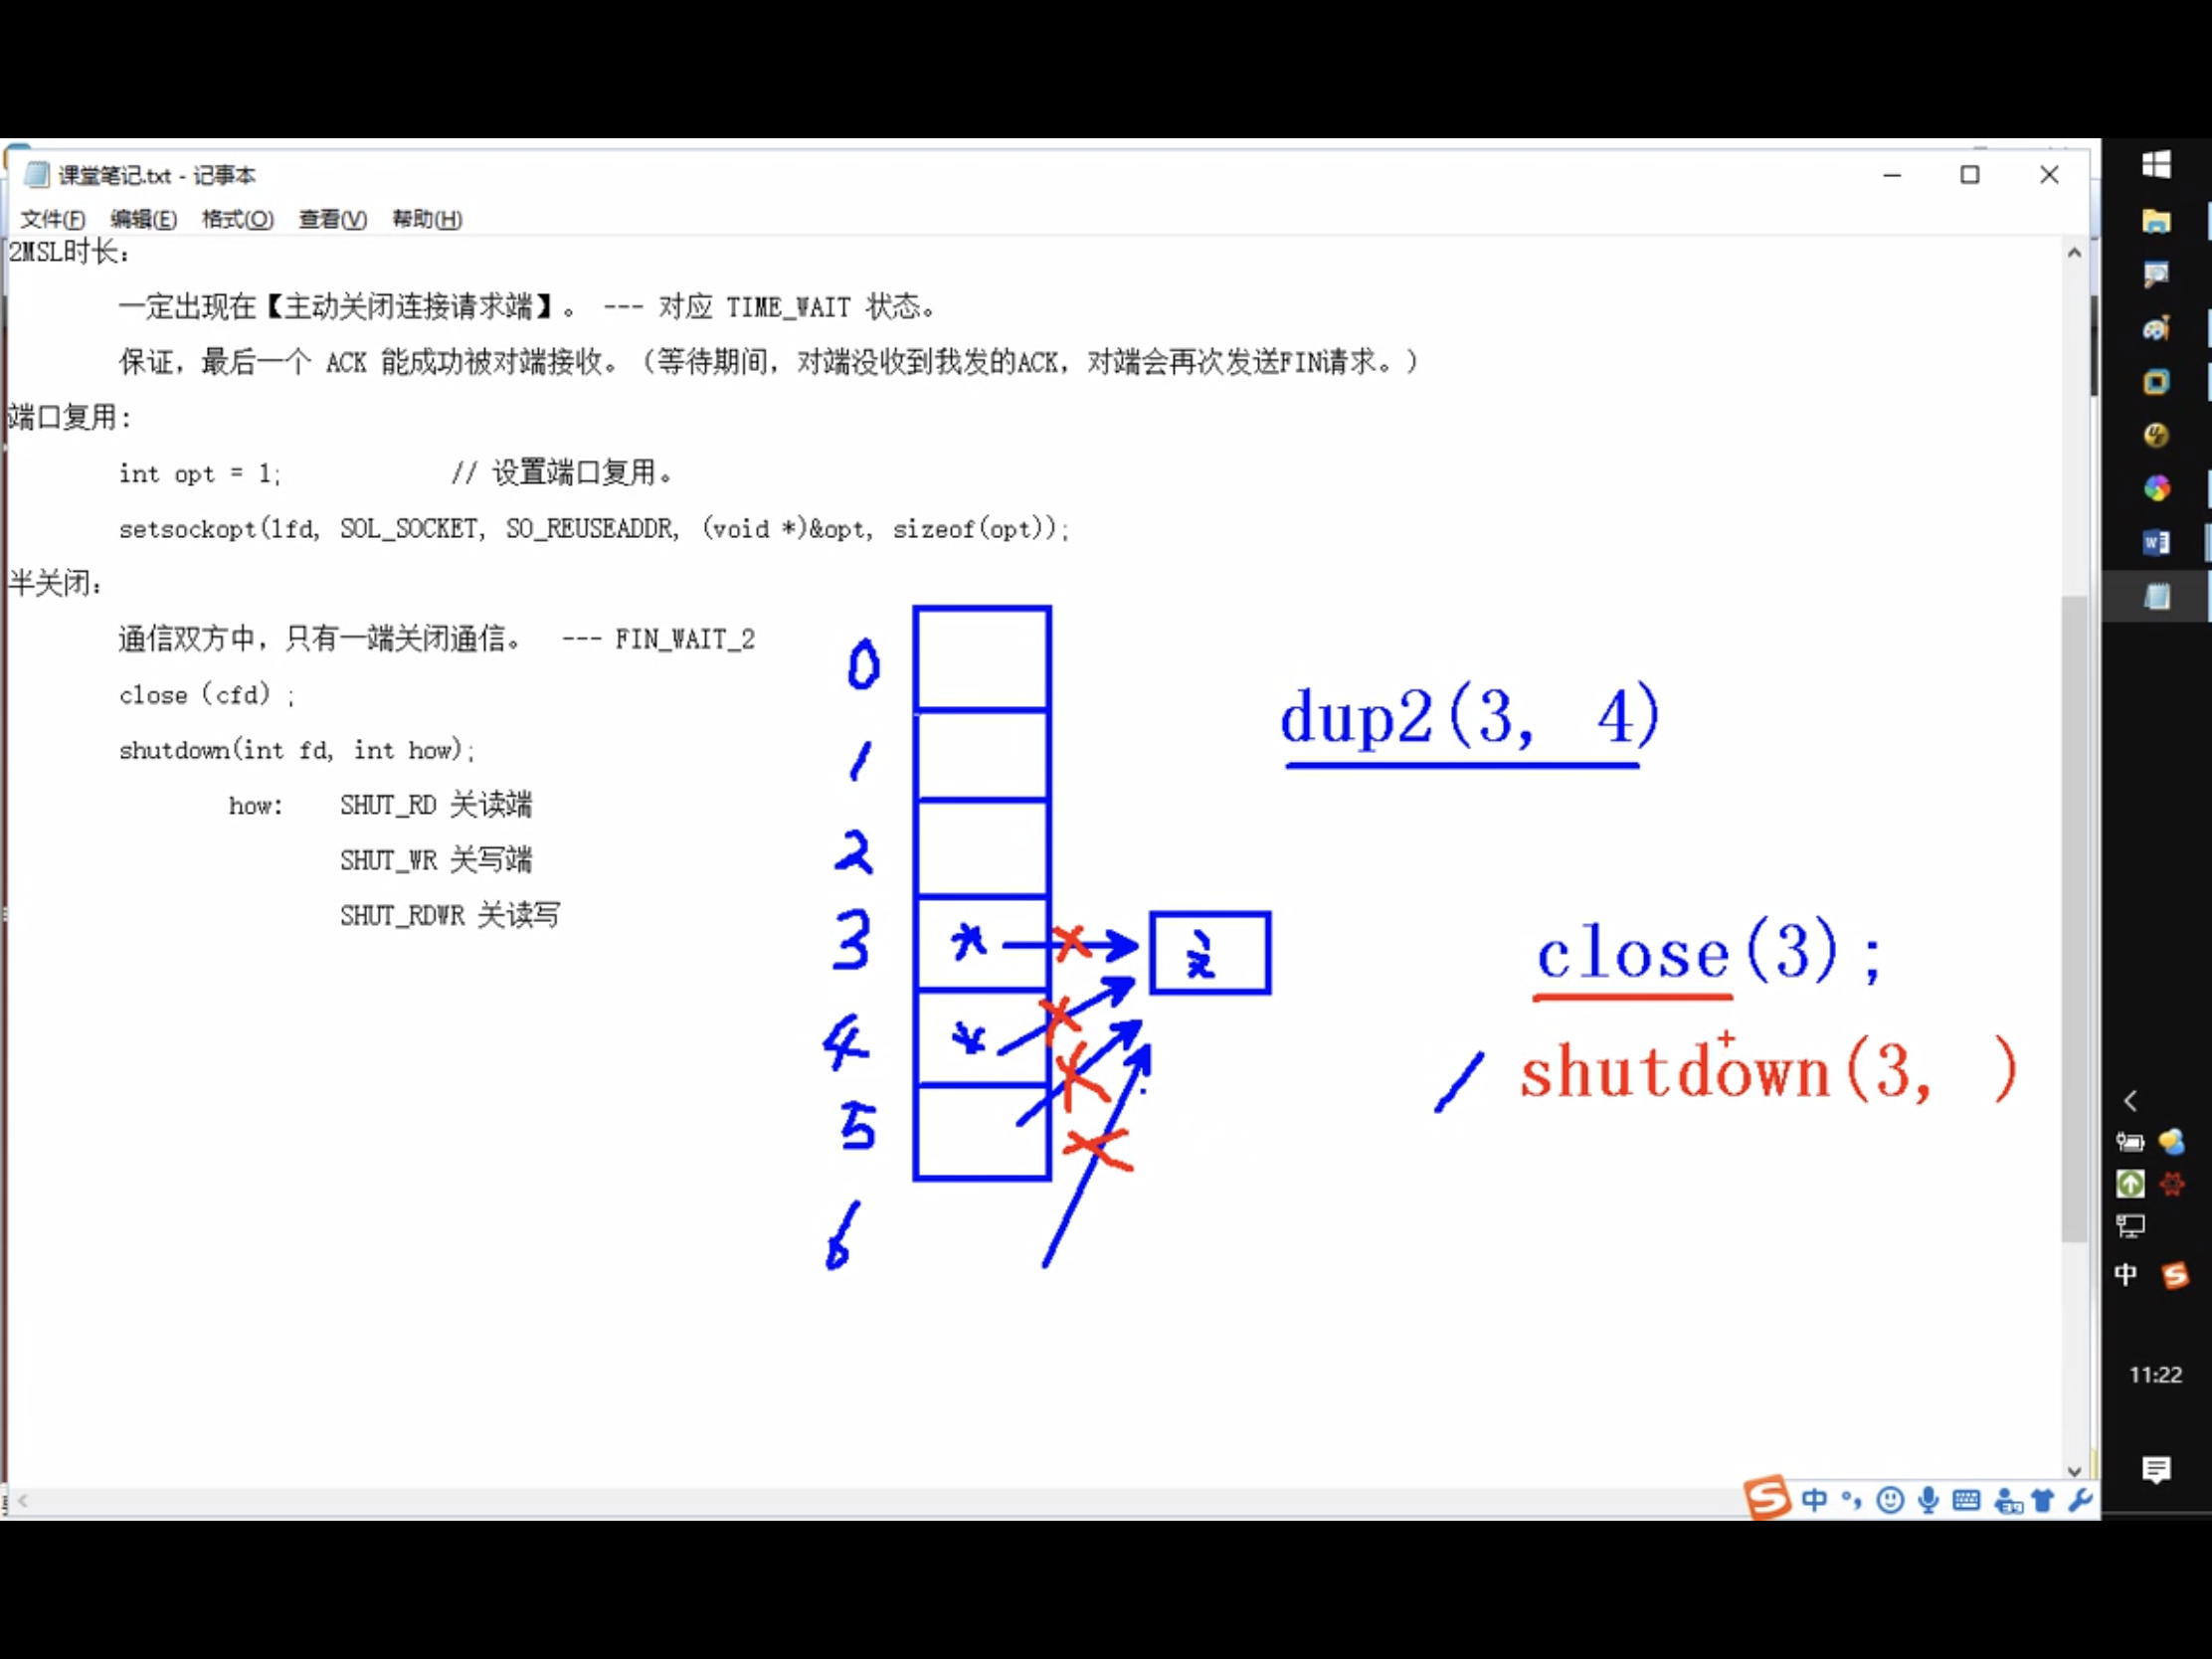 课堂笔记.txt - 记事本
文件(F) 编辑(E) 格式(O) 查看(V) 帮助(H)
2MSL时长：
一定出现在【主动关闭连接请求端】。 --- 对应 TIME_WAIT 状态。
保证，最后一个 ACK 能成功被对端接收。（等待期间，对端没收到我发的ACK，对端会再次发送FIN请求。）
端口复用：
int opt = 1; // 设置端口复用。
setsockopt(lfd, SOL_SOCKET, SO_REUSEADDR, (void *)&opt, sizeof(opt));
半关闭：
通信双方中，只有一端关闭通信。 --- FIN_WAIT_2
close（cfd）;
shutdown(int fd, int how);
how: SHUT_RD 关读端
SHUT_WR 关写端
SHUT_RDWR 关读写
0
1
2
3 *
4 *
5
6
dup2(3, 4)
close(3);
shutdown(3, )
中
11:22
中